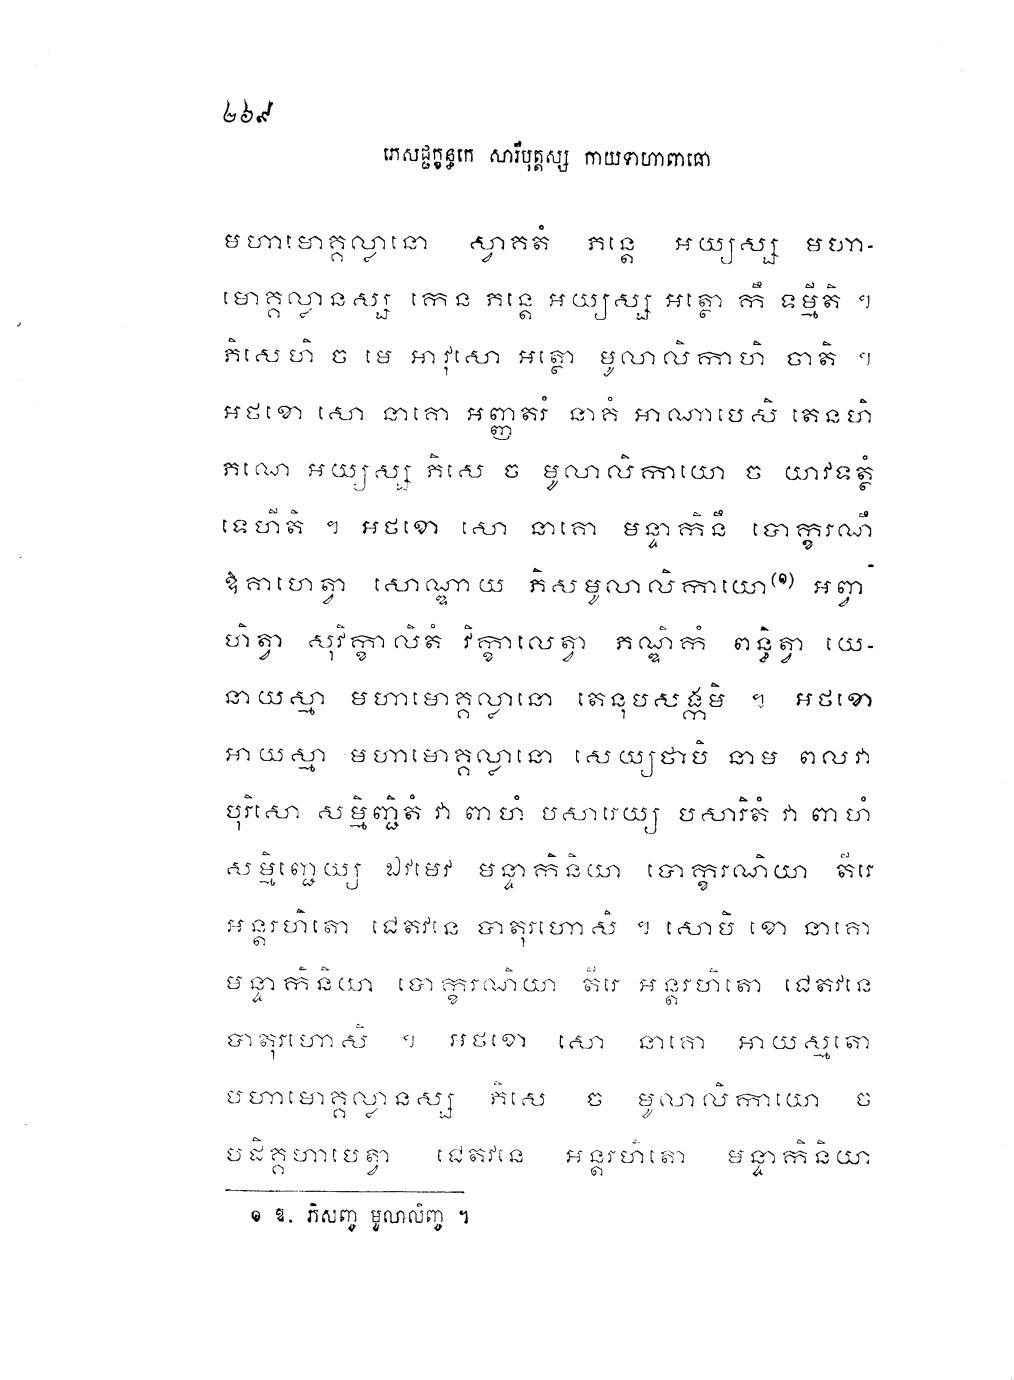 ២៦៩
ភេសជ្ជក្ខន្ធកេ សារីបុត្តស្ស កាយទាហាពាធោ
មហាមោគ្គល្លានោ ស្វាកតំ ភន្តេ អយ្យស្ស មហា-
មោគ្គល្លានស្ស កេន ភន្តេ អយ្យស្ស អត្ថោ កឹ ទម្មីតិ ។
ភិសេហិ ច មេ អាវុសោ អត្ថោ មូលាលិកាហិ ចាតិ ។
អថខោ សោ នាគោ អញ្ញតរំ នាគំ អាណាបេសិ តេនហិ
ភណេ អយ្យស្ស ភិសេ ច មូលាលិកាយោ ច យាវទត្ថំ
ទេហីតិ ។ អថខោ សោ នាគោ មន្ទាកិនឹ បោក្ខរណឹ
ឱគាហេត្វា សោណ្ឌាយ ភិសមូលាលិកាយោ(១) អញ្វា
ហិត្វា សុវិក្ខាលិតំ វិក្ខាលេត្វា ភណ្ឌិកំ ពន្ធិត្វា យេ-
នាយស្មា មហាមោគ្គល្លានោ តេនុបសង្កមិ ។ អថខោ
អាយស្មា មហាមោគ្គល្លានោ សេយ្យថាបិ នាម ពលវា
បុរិសោ សម្មិញ្ជិតំ វា ពាហំ បសារេយ្យ បសារិតំ វា ពាហំ
សម្មិញ្ជេយ្យ ឯវមេវ មន្ទាកិនិយា បោក្ខរណិយា តីរេ
អន្តរហិតោ ជេតវនេ បាតុរហោសិ ។ សោបិ ខោ នាគោ
មន្ទាកិនិយា បោក្ខរណិយា តីរេ អន្តរហិតោ ជេតវនេ
បាតុរហោសិ ។ អថខោ សោ នាគោ អាយស្មតោ
មហាមោគ្គល្លានស្ស ភិសេ ច មូលាលិកាយោ ច
បដិគ្គហាបេត្វា ជេតវនេ អន្តរហិតោ មន្ទាកិនិយា
១ ឱ. ភិសញ្ច មូលាលិញ្ច ។